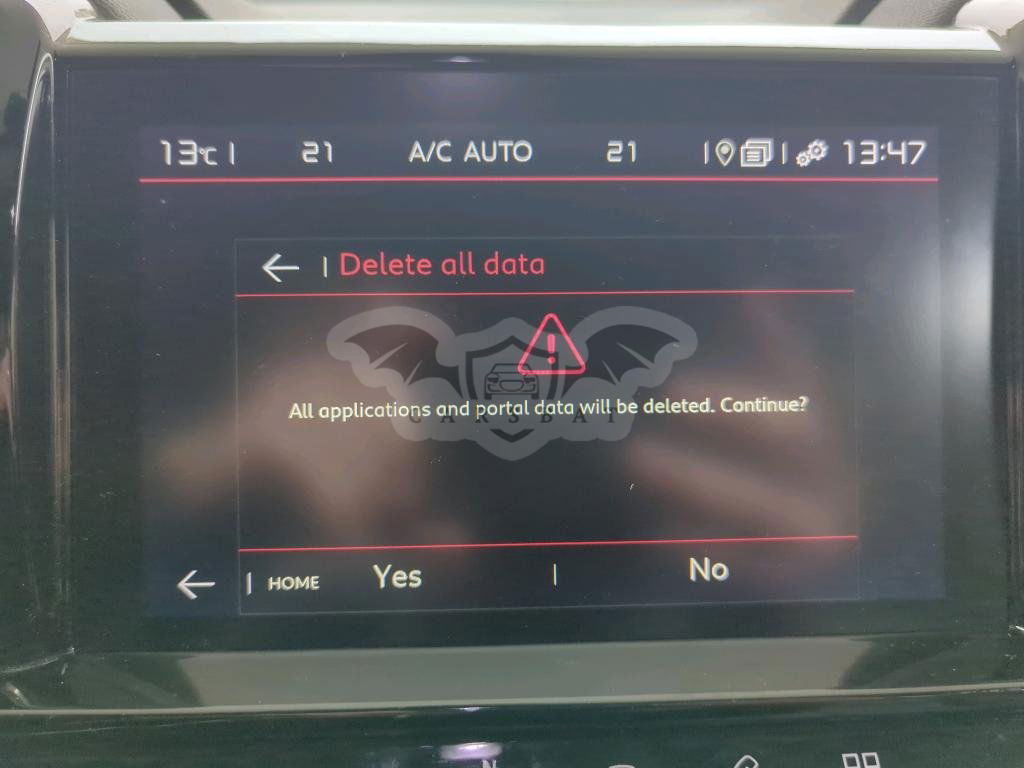 13°C | 21 A/C AUTO 21 | | 13:47
| Delete all data
All applications and portal data will be deleted. Continue?
CARSBAT
| HOME Yes | No
N